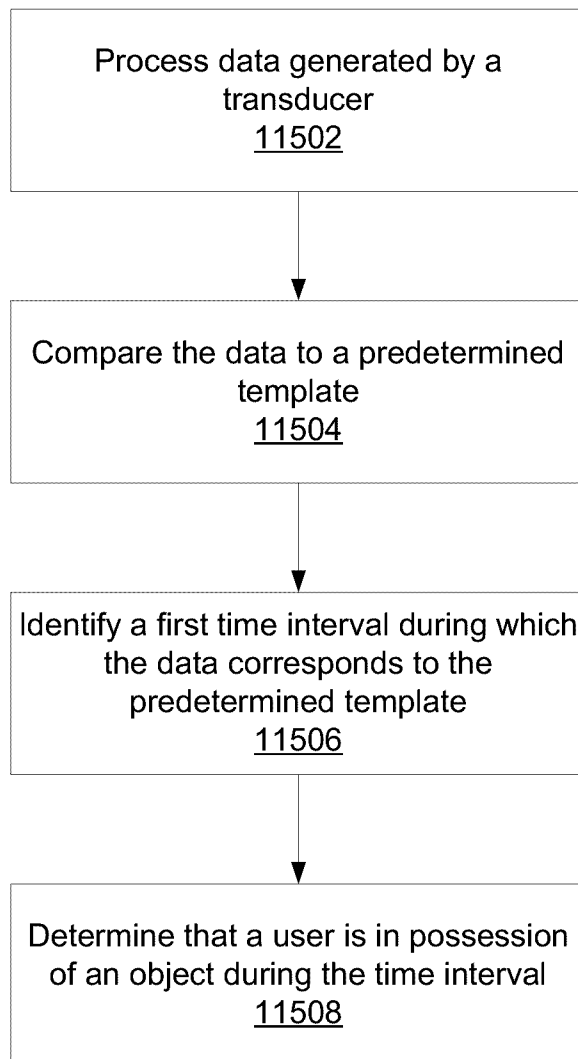 Process data generated by a
transducer
11502
Compare the data to a predetermined
template
11504
Identify a first time interval during which
the data corresponds to the
predetermined template
11506
Determine that a user is in possession
of an object during the time interval
11508